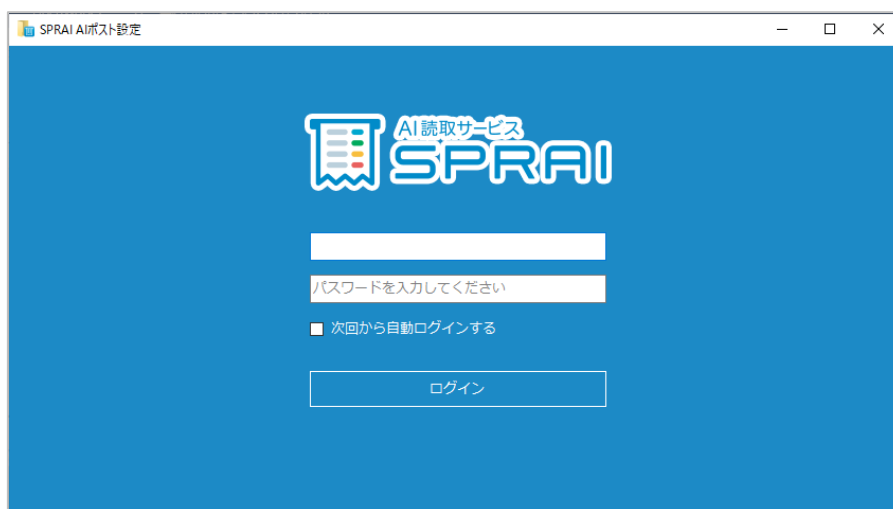 SPRAI AIポスト設定
AI読取サービス
SPRAI
パスワードを入力してください
次回から自動ログインする
ログイン